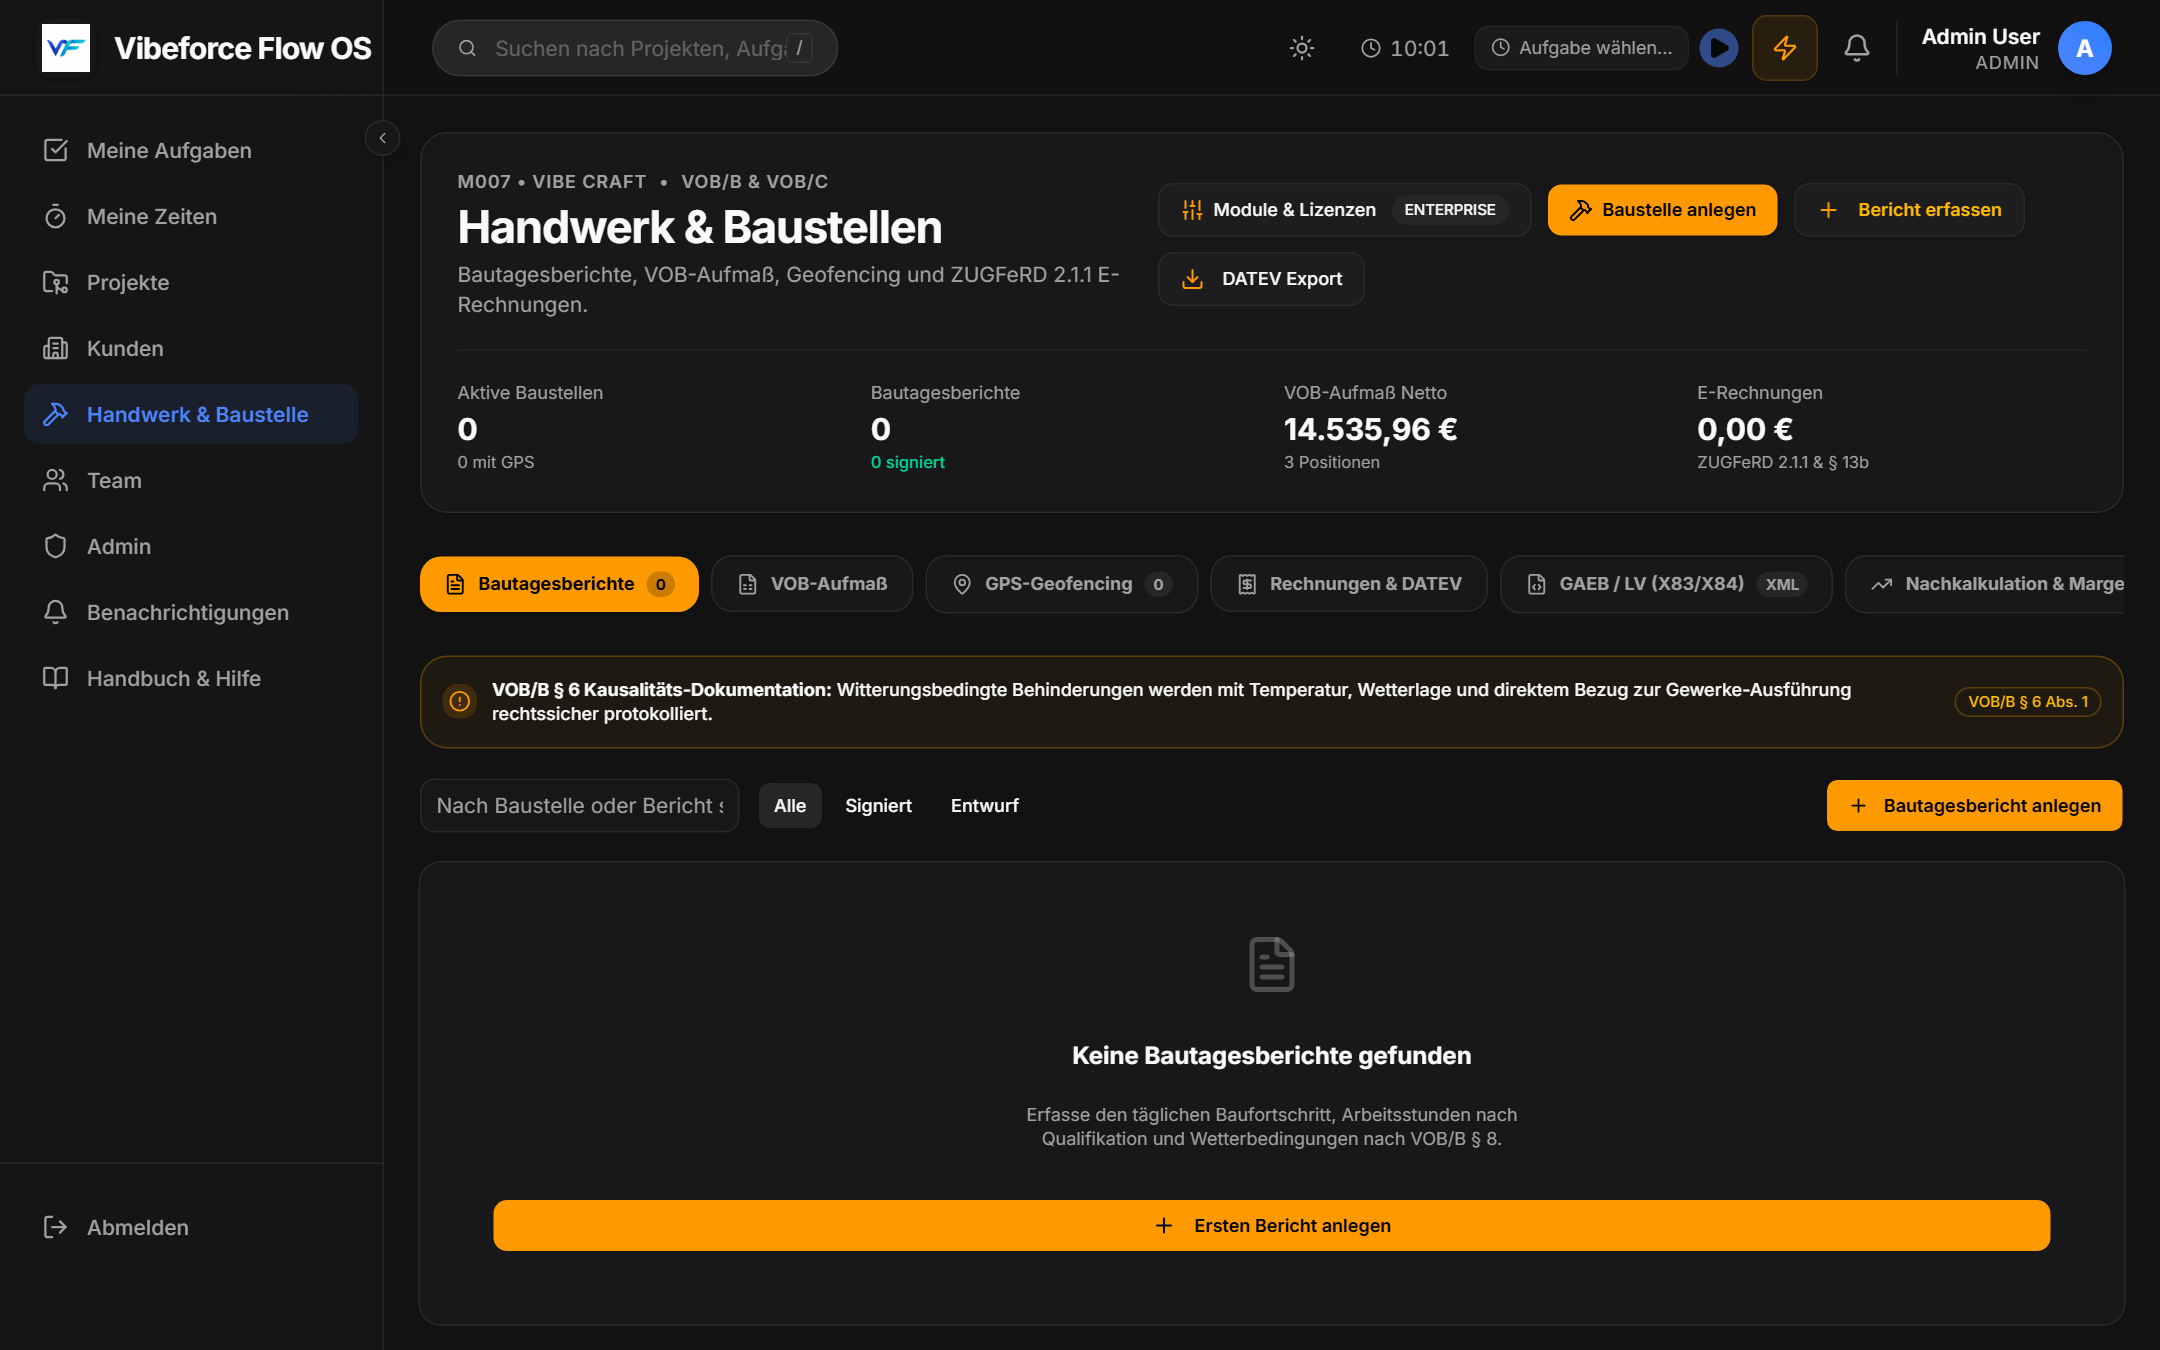 VF
Vibeforce Flow OS
Suchen nach Projekten, Aufga
/
10:01
Aufgabe wählen...
Admin User
ADMIN
A
Meine Aufgaben
Meine Zeiten
Projekte
Kunden
Handwerk & Baustelle
Team
Admin
Benachrichtigungen
Handbuch & Hilfe
Abmelden
M007 • VIBE CRAFT • VOB/B & VOB/C
Handwerk & Baustellen
Bautagesberichte, VOB-Aufmaß, Geofencing und ZUGFeRD 2.1.1 E-
Rechnungen.
Module & Lizenzen ENTERPRISE
Baustelle anlegen
Bericht erfassen
DATEV Export
Aktive Baustellen
0
0 mit GPS
Bautagesberichte
0
0 signiert
VOB-Aufmaß Netto
14.535,96 €
3 Positionen
E-Rechnungen
0,00 €
ZUGFeRD 2.1.1 & § 13b
Bautagesberichte 0
VOB-Aufmaß
GPS-Geofencing 0
Rechnungen & DATEV
GAEB / LV (X83/X84) XML
Nachkalkulation & Marge
VOB/B § 6 Kausalitäts-Dokumentation: Witterungsbedingte Behinderungen werden mit Temperatur, Wetterlage und direktem Bezug zur Gewerke-Ausführung
rechtssicher protokolliert.
VOB/B § 6 Abs. 1
Nach Baustelle oder Bericht s
Alle
Signiert
Entwurf
Bautagesbericht anlegen
Keine Bautagesberichte gefunden
Erfasse den täglichen Baufortschritt, Arbeitsstunden nach
Qualifikation und Wetterbedingungen nach VOB/B § 8.
Ersten Bericht anlegen